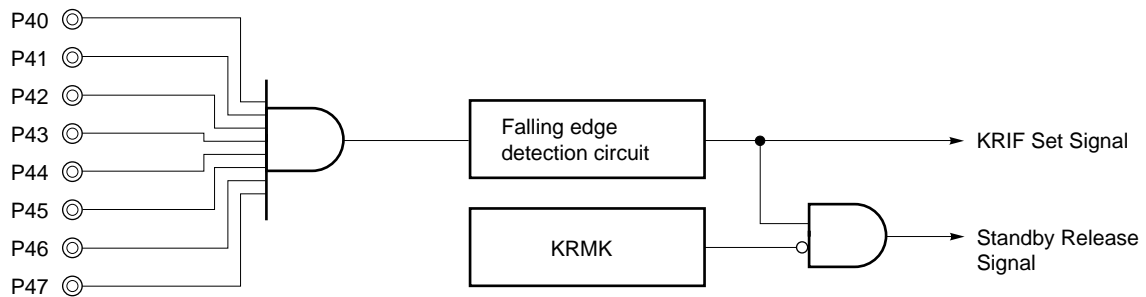 P40
P41
P42
P43
P44
P45
P46
P47
Falling edge
detection circuit
KRMK
KRIF Set Signal
Standby Release
Signal